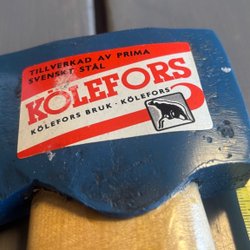 TILLVERKAD AV PRIMA
SVENSKT STÅL
KÖLEFORS
KÖLEFORS BRUK · KÖLEFORS